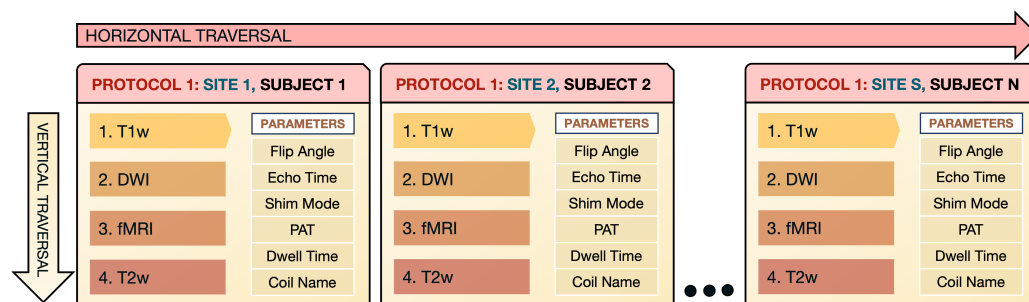 HORIZONTAL TRAVERSAL
VERTICAL TRAVERSAL
PROTOCOL 1: SITE 1, SUBJECT 1
1. T1w
2. DWI
3. fMRI
4. T2w
PARAMETERS
Flip Angle
Echo Time
Shim Mode
PAT
Dwell Time
Coil Name
PROTOCOL 1: SITE 2, SUBJECT 2
1. T1w
2. DWI
3. fMRI
4. T2w
PARAMETERS
Flip Angle
Echo Time
Shim Mode
PAT
Dwell Time
Coil Name
PROTOCOL 1: SITE S, SUBJECT N
1. T1w
2. DWI
3. fMRI
4. T2w
PARAMETERS
Flip Angle
Echo Time
Shim Mode
PAT
Dwell Time
Coil Name